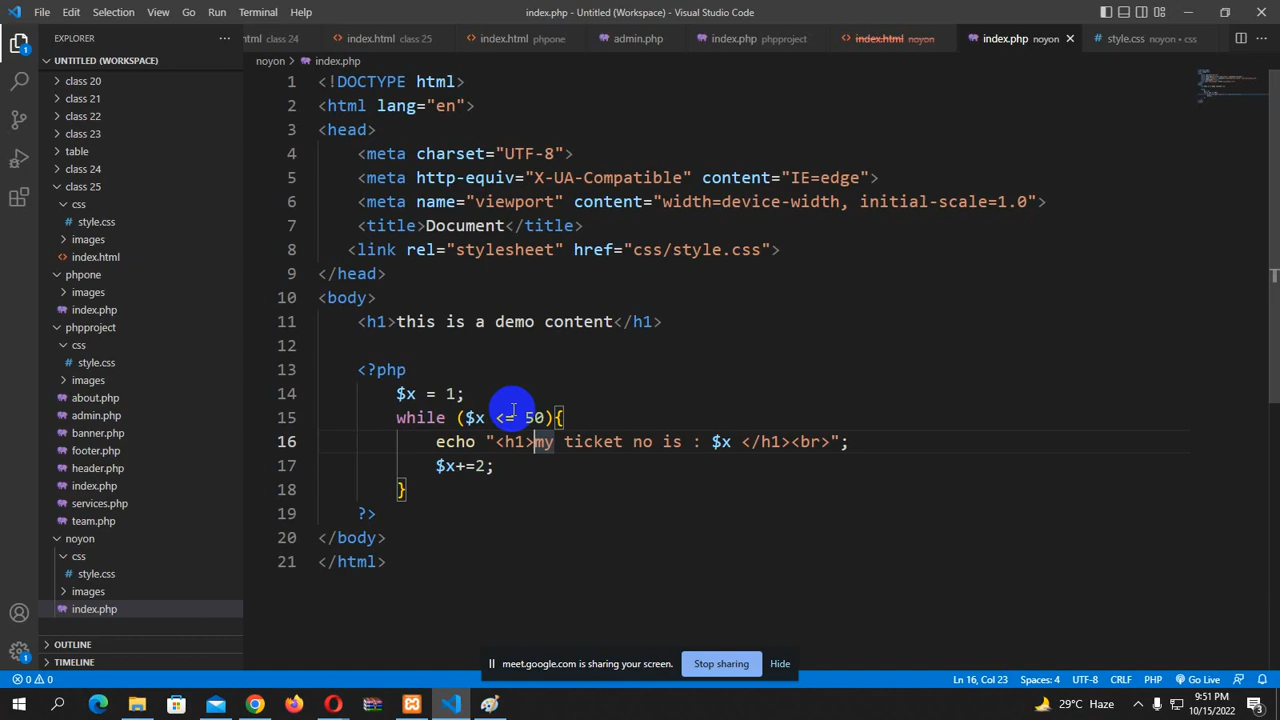 File Edit Selection View Go Run Terminal Help index.php - Untitled (Workspace) - Visual Studio Code
EXPLORER
html class 24 index.html class 25 index.html phpone admin.php index.php phpproject index.html noyon index.php noyon style.css noyon • css
UNTITLED (WORKSPACE)
noyon > index.php
class 20
class 21
class 22
class 23
table
class 24
class 25
css
style.css
images
index.html
phpone
images
index.php
phpproject
css
style.css
images
about.php
admin.php
banner.php
footer.php
header.php
index.php
services.php
team.php
noyon
css
style.css
images
index.php
OUTLINE
TIMELINE
1 <!DOCTYPE html>
2 <html lang="en">
3 <head>
4 <meta charset="UTF-8">
5 <meta http-equiv="X-UA-Compatible" content="IE=edge">
6 <meta name="viewport" content="width=device-width, initial-scale=1.0">
7 <title>Document</title>
8 <link rel="stylesheet" href="css/style.css">
9 </head>
10 <body>
11 <h1>this is a demo content</h1>
12
13 <?php
14 $x = 1;
15 while ($x <= 50){
16 echo "<h1>my ticket no is : $x </h1><br>";
17 $x+=2;
18 }
19 ?>
20 </body>
21 </html>
meet.google.com is sharing your screen. Stop sharing Hide
0 0 Ln 16, Col 23 Spaces: 4 UTF-8 CRLF PHP Go Live
1
1
29°C Haze 9:51 PM
10/15/2022
3